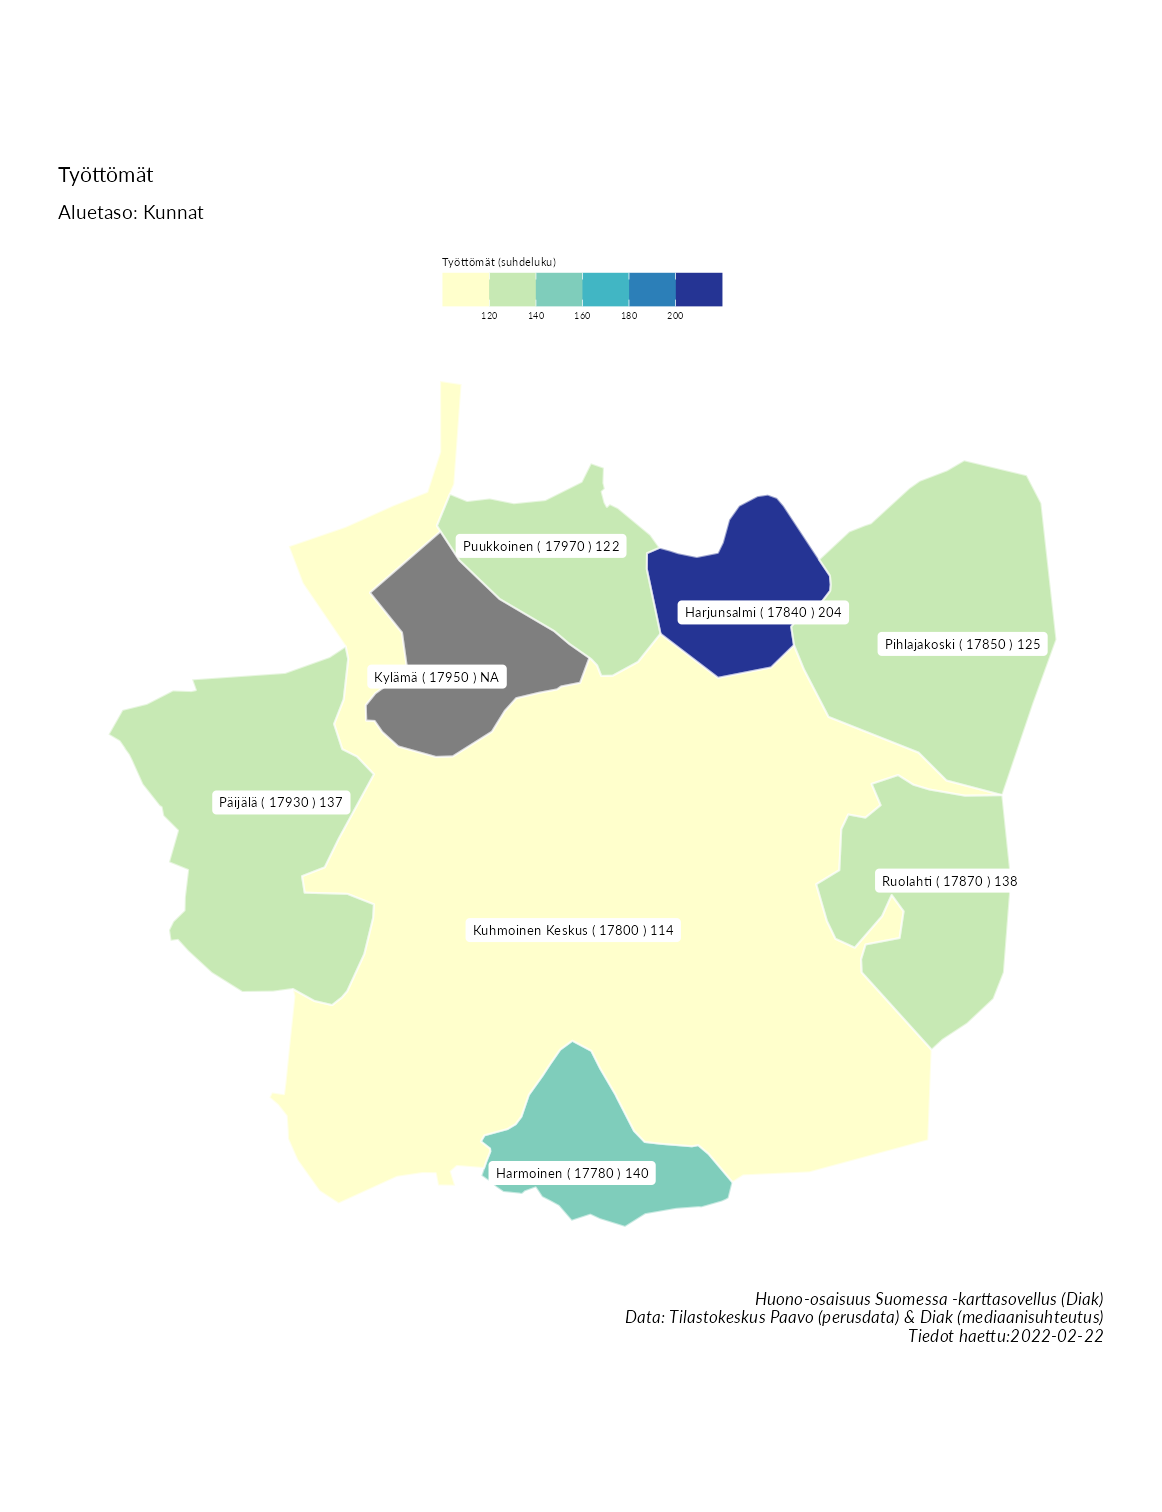 Työttömät
Aluetaso: Kunnat
Työttömät (suhdeluku)
120 140 160 180 200
Puukkoinen ( 17970 ) 122
Harjunsalmi ( 17840 ) 204
Pihlajakoski ( 17850 ) 125
Kylämä ( 17950 ) NA
Päijälä ( 17930 ) 137
Ruolahti ( 17870 ) 138
Kuhmoinen Keskus ( 17800 ) 114
Harmoinen ( 17780 ) 140
Huono-osaisuus Suomessa -karttasovellus (Diak)
Data: Tilastokeskus Paavo (perusdata) & Diak (mediaanisuhteutus)
Tiedot haettu:2022-02-22